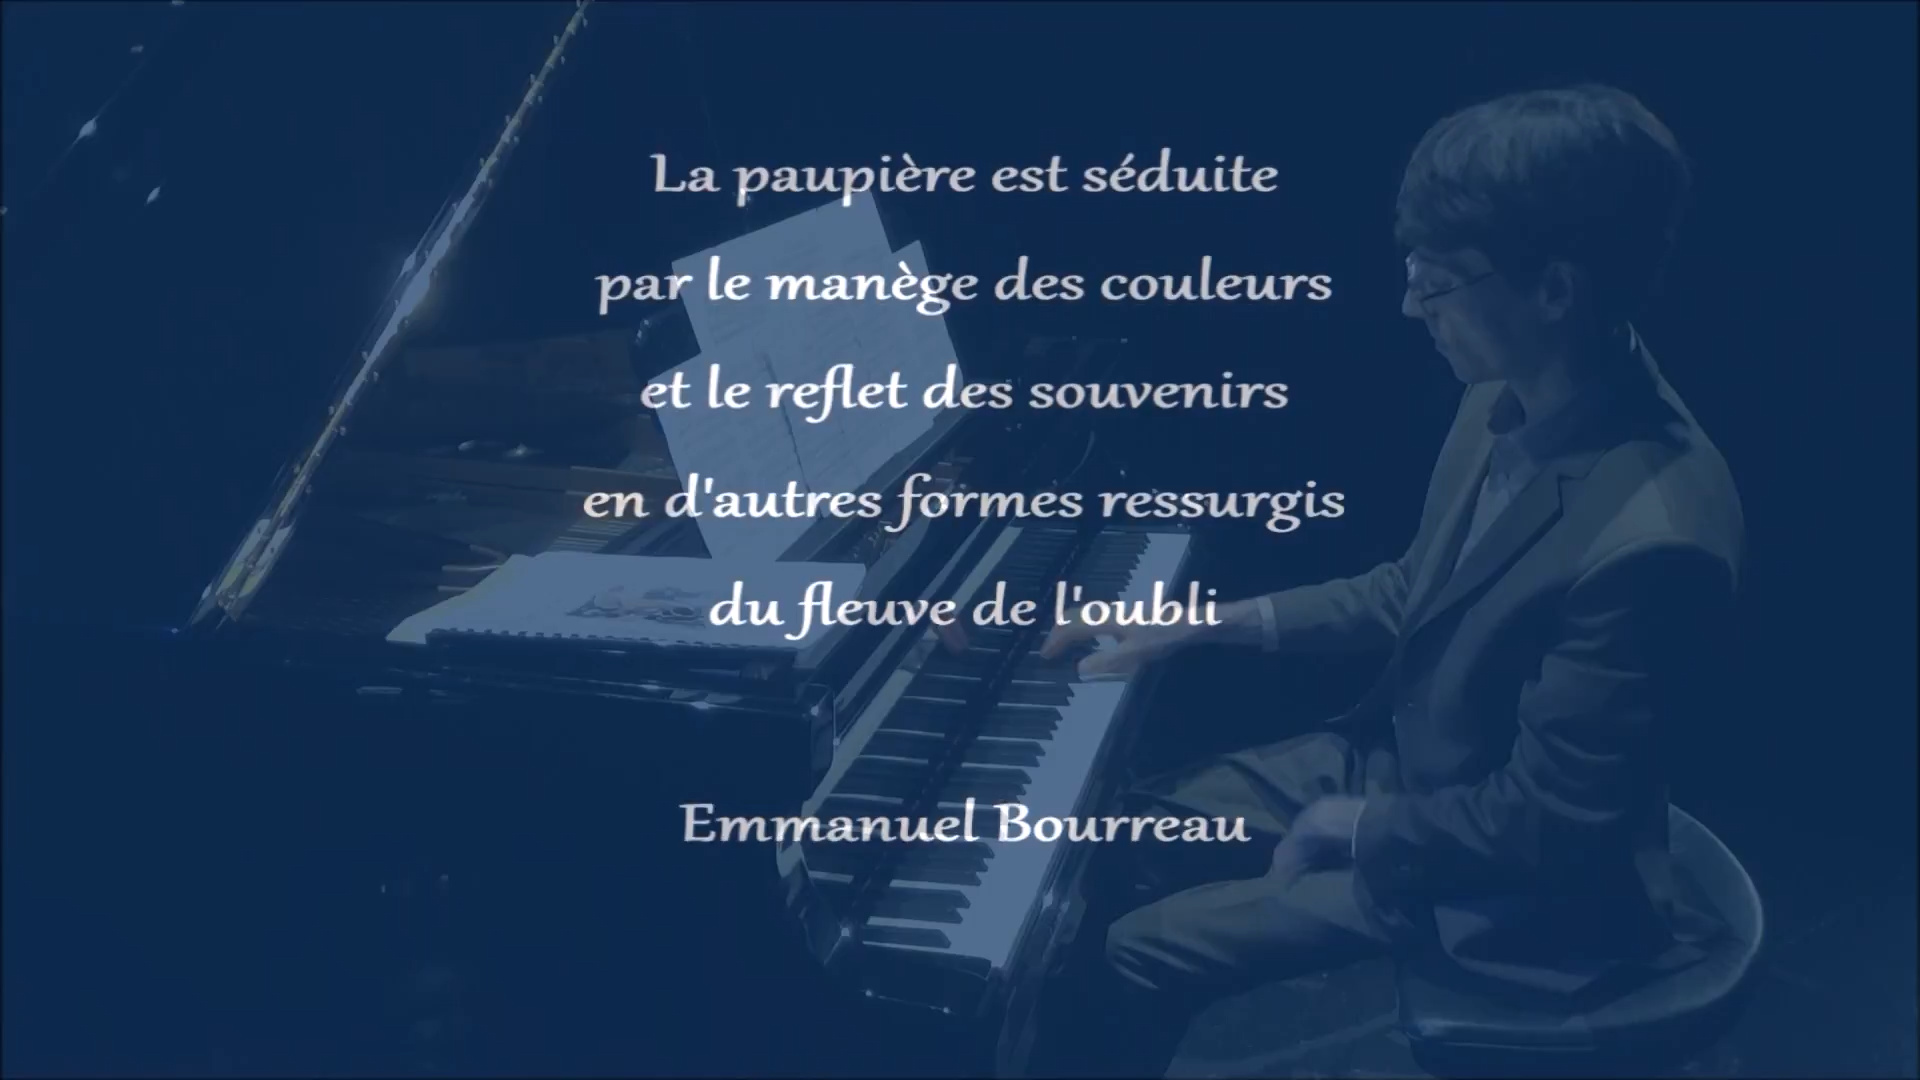 La paupière est séduite
par le manège des couleurs
et le reflet des souvenirs
en d'autres formes ressurgis
du fleuve de l'oubli
Emmanuel Bourreau